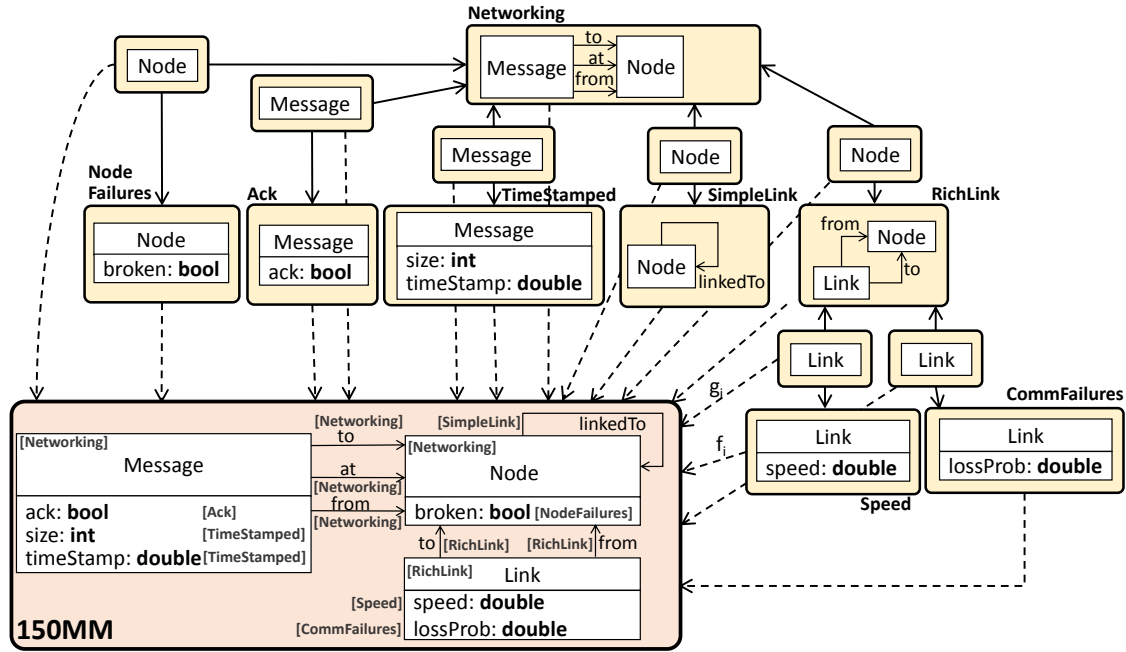 Networking
Node
Message
to
at
from
Node
Message
Message
Node
Node
Node
Failures
Ack
TimeStamped
SimpleLink
RichLink
Node
broken: bool
Message
ack: bool
Message
size: int
timeStamp: double
Node
linkedTo
from
Node
to
Link
Link
Link
gi
fi
CommFailures
Link
speed: double
Speed
Link
lossProb: double
[Networking]
Message
ack: bool [Ack]
size: int [TimeStamped]
timeStamp: double [TimeStamped]
[Networking]
to
at
[Networking]
from
[Networking]
[SimpleLink]
linkedTo
[Networking]
Node
broken: bool [NodeFailures]
to [RichLink] [RichLink] from
[RichLink] Link
[Speed] speed: double
[CommFailures] lossProb: double
150MM